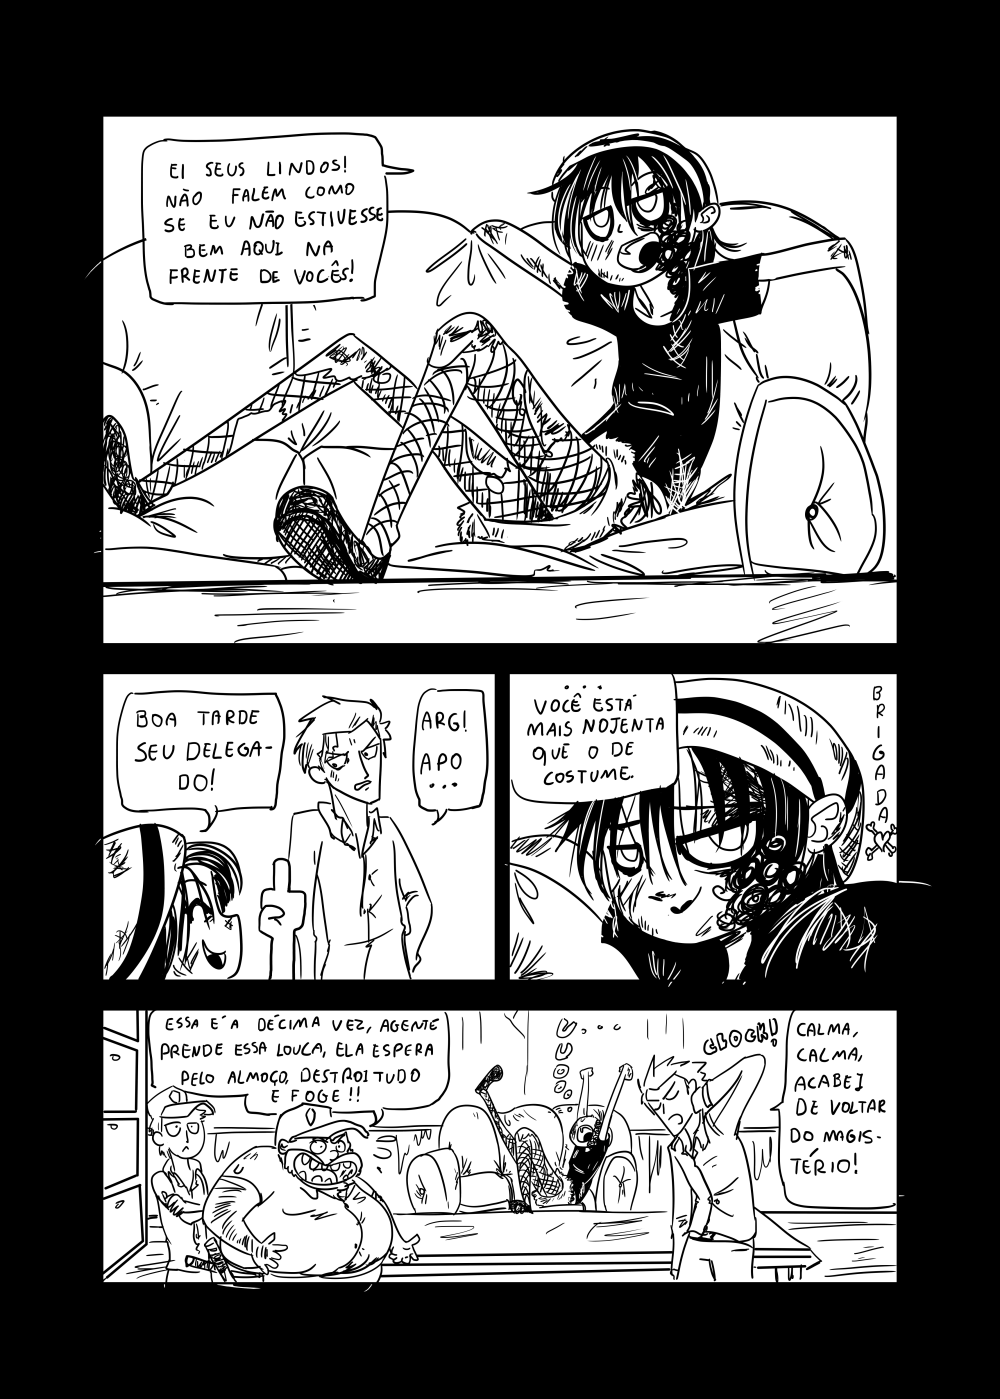 EI SEUS LINDOS!
NÃO FALEM COMO
SE EU NÃO ESTIVESSE
BEM AQUI NA
FRENTE DE VOCÊS!
BOA TARDE
SEU DELEGA-
DO!
ARG!
APO
...
...
VOCÊ ESTÁ
MAIS NOJENTA
QUE O DE
COSTUME.
BRIGADA
ESSA É A DÉCIMA VEZ, AGENTE
PRENDE ESSA LOUCA, ELA ESPERA
PELO ALMOÇO, DESTROI TUDO
E FOGE!!
CLOCK!
CALMA,
CALMA,
ACABEI
DE VOLTAR
DO MAGIS-
TÉRIO!